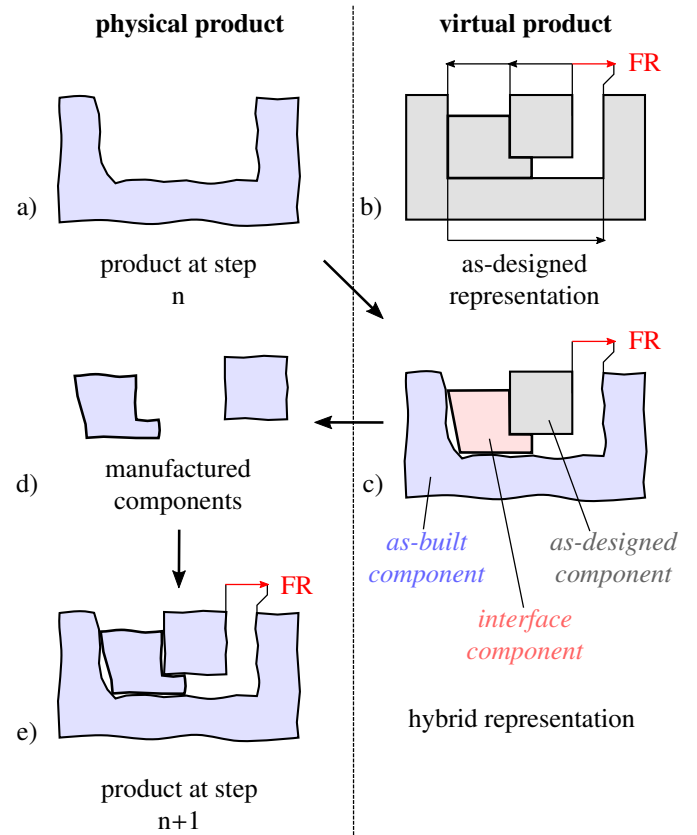 physical product
virtual product
FR
a)
b)
product at step
n
as-designed
representation
FR
d)
manufactured
components
c)
as-built
component
as-designed
component
interface
component
FR
e)
hybrid representation
product at step
n+1